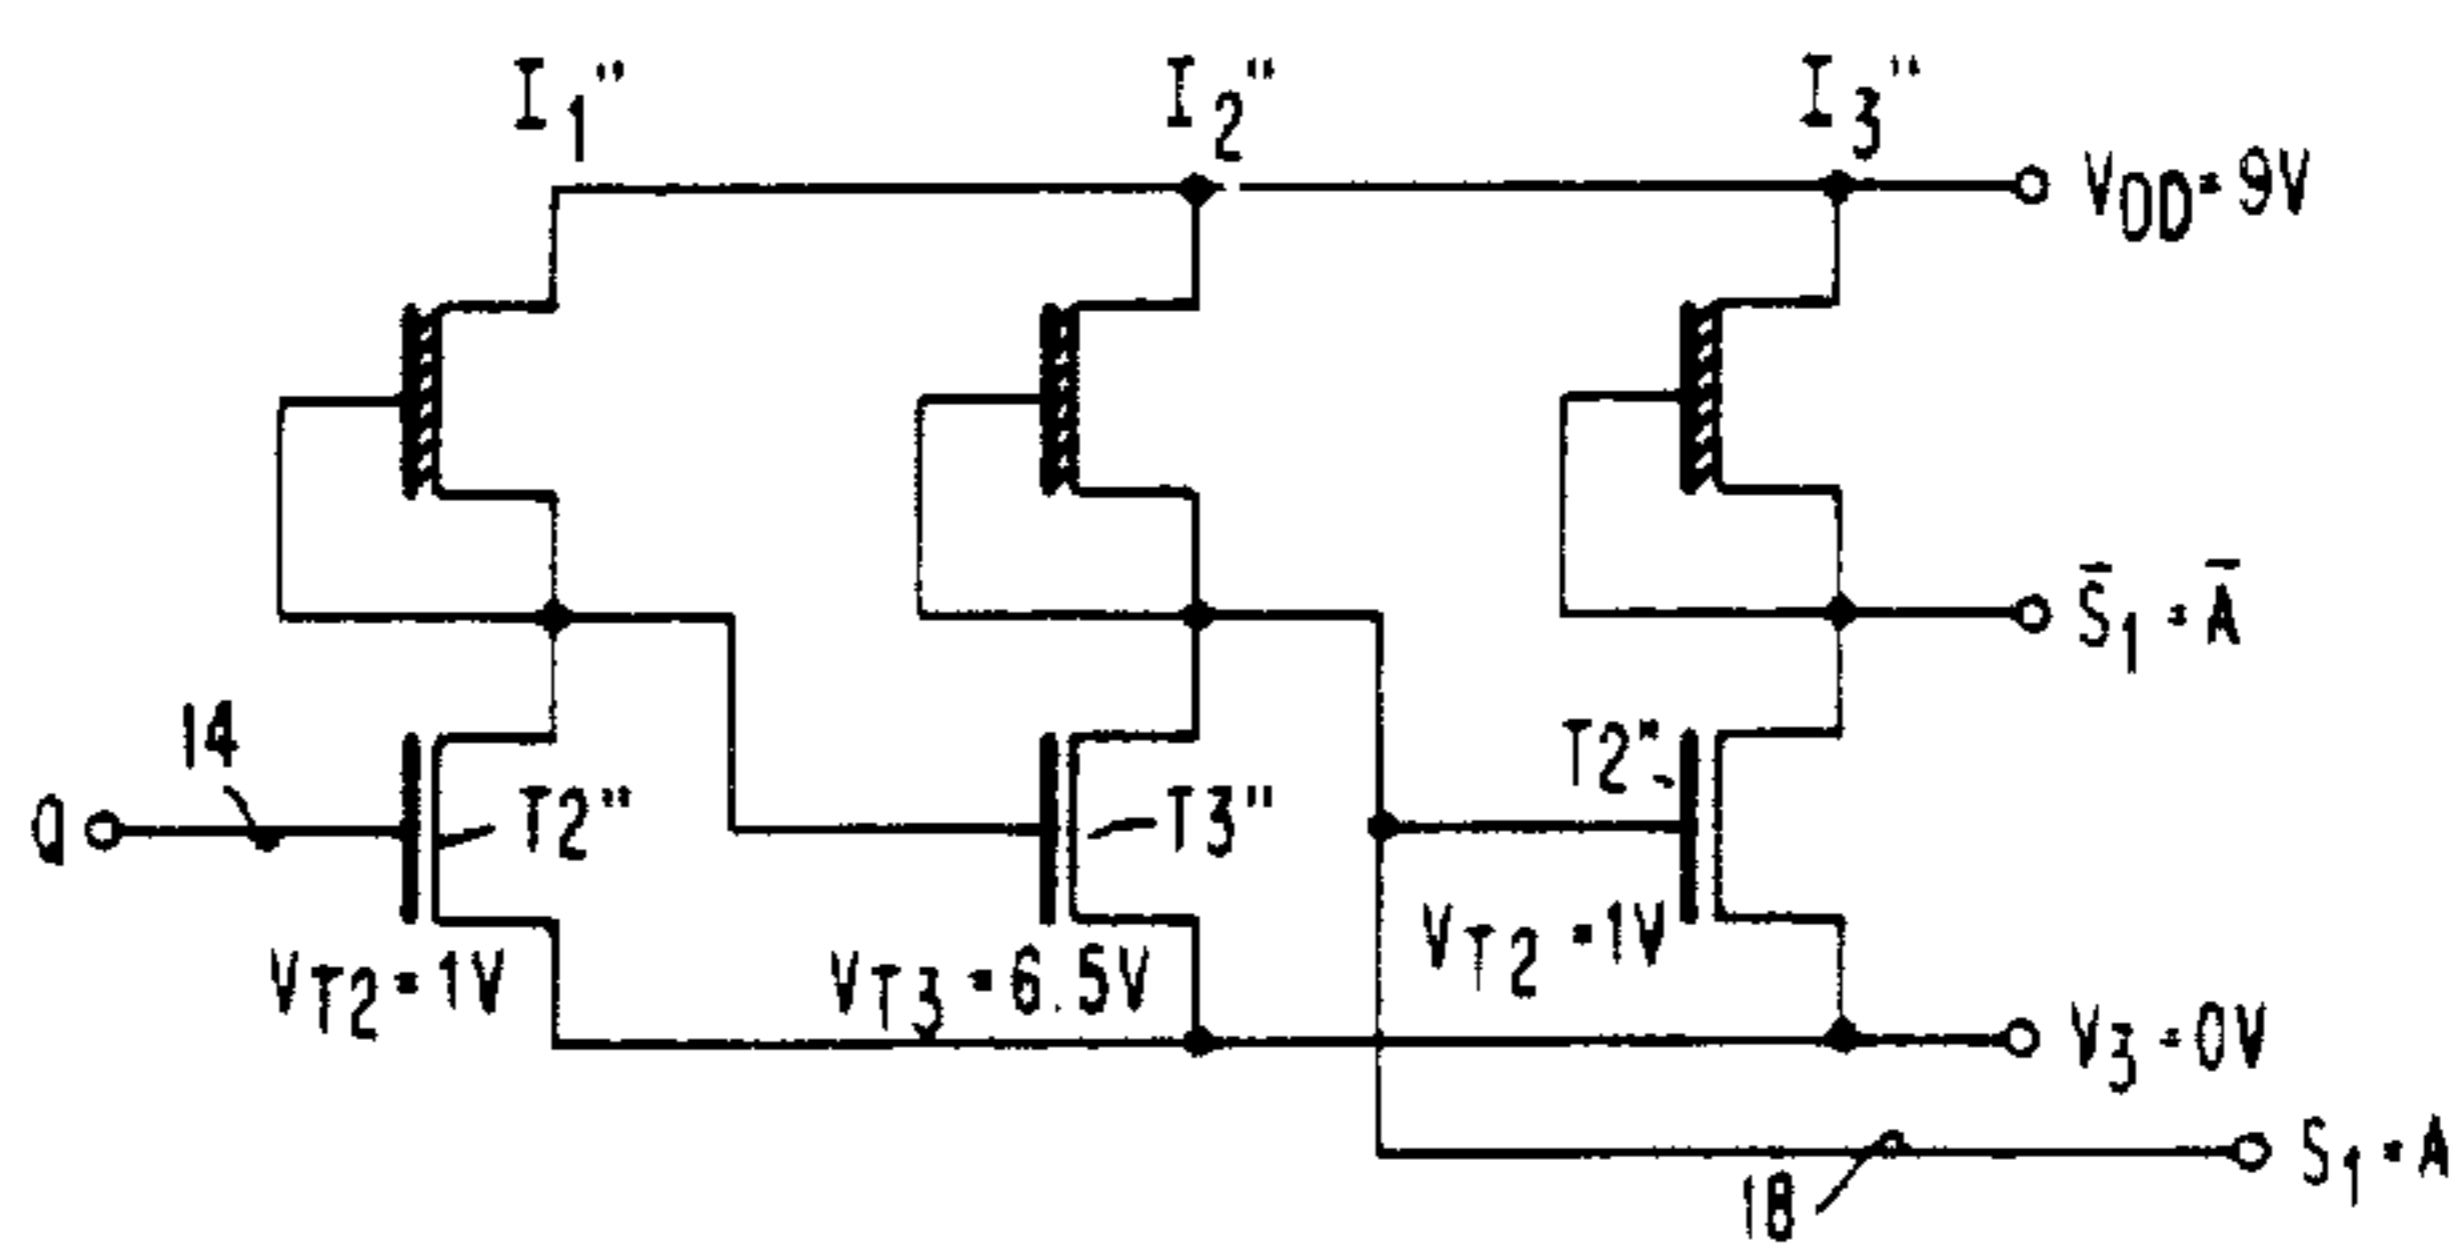 I1" I2" I3"
VDD=9V
S̄1=Ā
14
Q
T2" T3" T2"
VT2=1V VT3=6.5V VT2=1V
V3=0V
S1=A
18